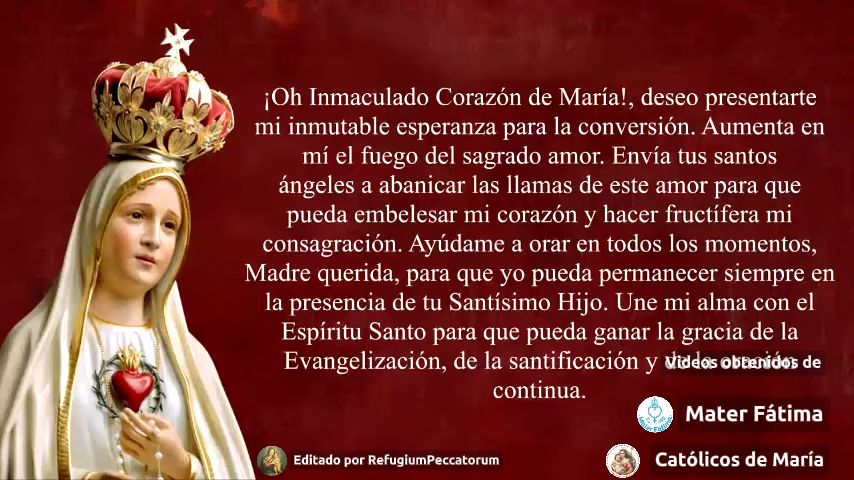 ¡Oh Inmaculado Corazón de María!, deseo presentarte
mi inmutable esperanza para la conversión. Aumenta en
mí el fuego del sagrado amor. Envía tus santos
ángeles a abanicar las llamas de este amor para que
pueda embelesar mi corazón y hacer fructífera mi
consagración. Ayúdame a orar en todos los momentos,
Madre querida, para que yo pueda permanecer siempre en
la presencia de tu Santísimo Hijo. Une mi alma con el
Espíritu Santo para que pueda ganar la gracia de la
Evangelización, de la santificación y de la oración
continua.
Videos obtenidos de
Mater Fátima
Católicos de María
Editado por RefugiumPeccatorum